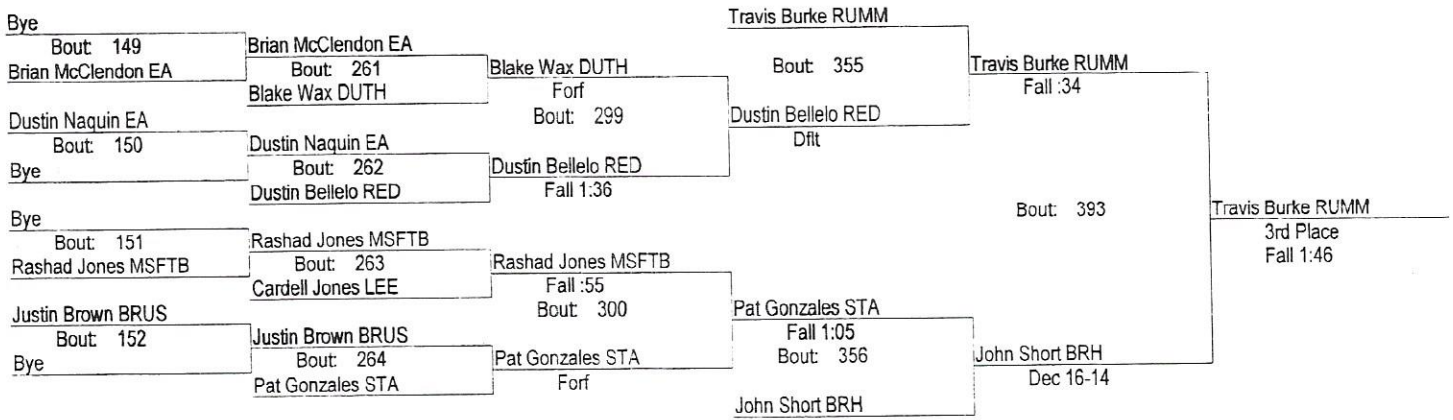 Bye
Bout: 149
Brian McClendon EA
Dustin Naquin EA
Bout: 150
Bye
Bye
Bout: 151
Rashad Jones MSFTB
Justin Brown BRUS
Bout: 152
Bye
Brian McClendon EA
Bout: 261
Blake Wax DUTH
Dustin Naquin EA
Bout: 262
Dustin Bellelo RED
Rashad Jones MSFTB
Bout: 263
Cardell Jones LEE
Justin Brown BRUS
Bout: 264
Pat Gonzales STA
Blake Wax DUTH
Forf
Bout: 299
Dustin Bellelo RED
Fall 1:36
Rashad Jones MSFTB
Fall :55
Bout: 300
Pat Gonzales STA
Forf
Travis Burke RUMM
Bout: 355
Dustin Bellelo RED
Dflt
Pat Gonzales STA
Fall 1:05
Bout: 356
John Short BRH
Travis Burke RUMM
Fall :34
Bout: 393
John Short BRH
Dec 16-14
Travis Burke RUMM
3rd Place
Fall 1:46